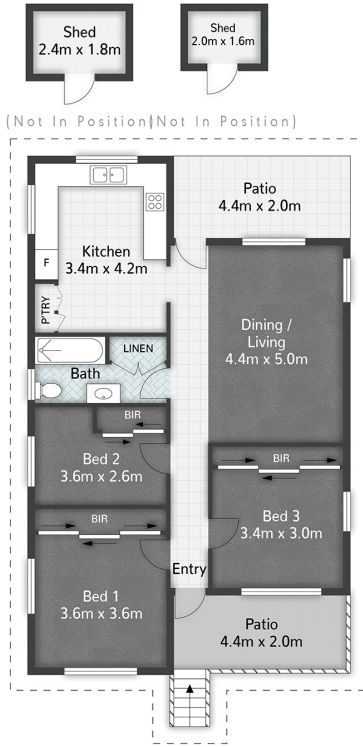 Shed
2.4m x 1.8m
Shed
2.0m x 1.6m
(Not In Position)
(Not In Position)
Patio
4.4m x 2.0m
Kitchen
3.4m x 4.2m
F
P'TRY
Dining /
Living
4.4m x 5.0m
LINEN
Bath
BIR
Bed 2
3.6m x 2.6m
BIR
Bed 3
3.4m x 3.0m
BIR
Bed 1
3.6m x 3.6m
Entry
Patio
4.4m x 2.0m